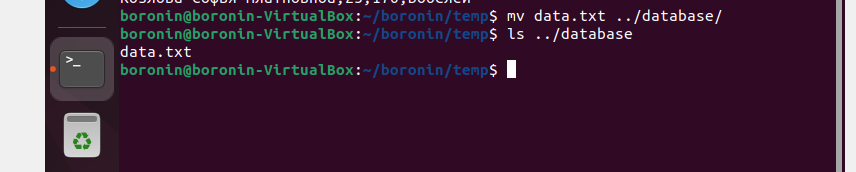 boronin@boronin-VirtualBox:~/boronin/temp$ mv data.txt ../database/
boronin@boronin-VirtualBox:~/boronin/temp$ ls ../database
data.txt
boronin@boronin-VirtualBox:~/boronin/temp$
>_